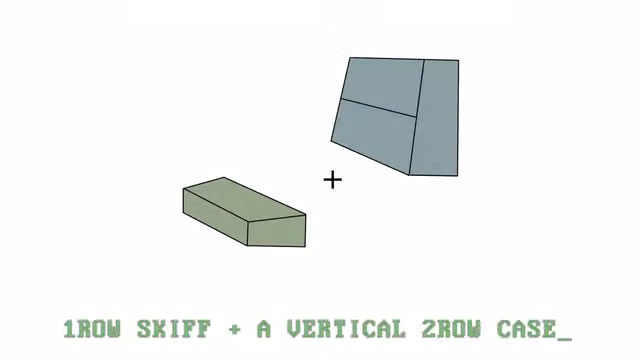 +
1ROW SKIFF + A VERTICAL 2ROW CASE_